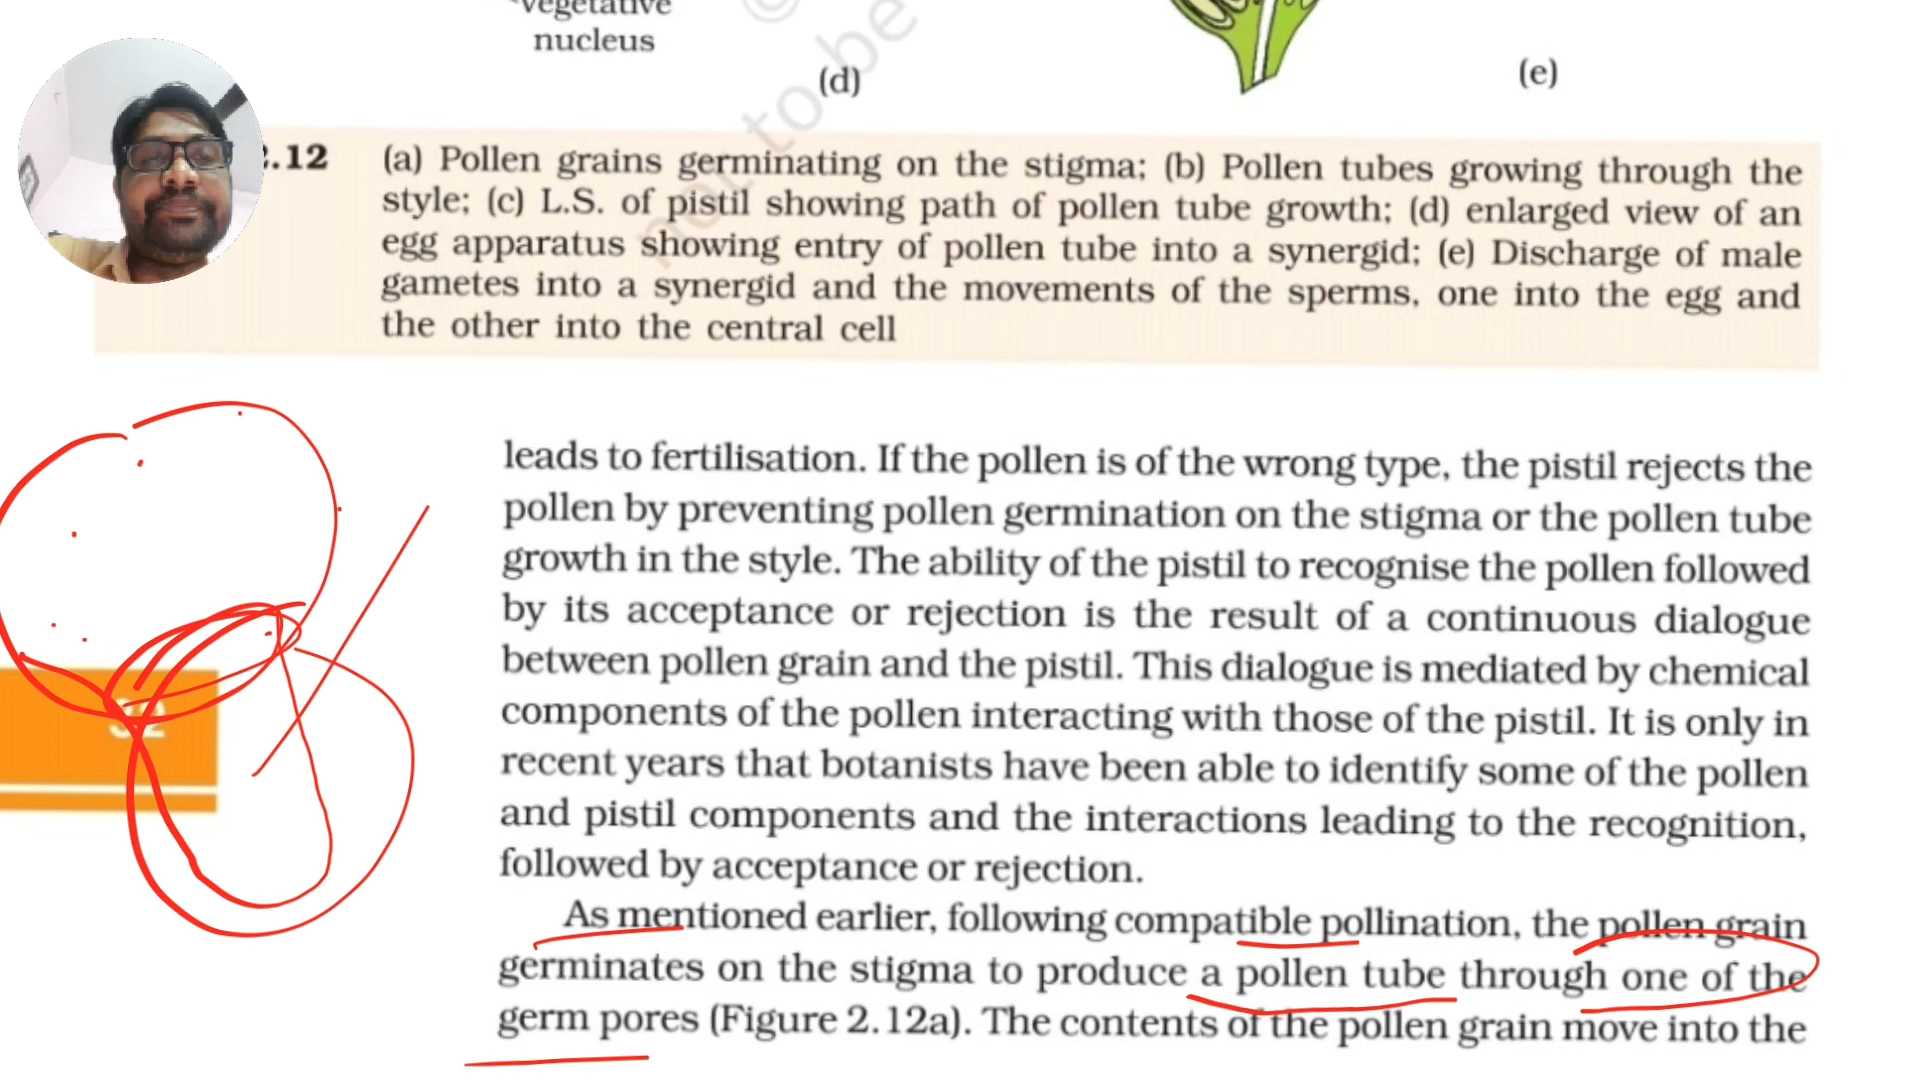 vegetative
nucleus
(d)
(e)
not to be
©
.12
(a) Pollen grains germinating on the stigma; (b) Pollen tubes growing through the
style; (c) L.S. of pistil showing path of pollen tube growth; (d) enlarged view of an
egg apparatus showing entry of pollen tube into a synergid; (e) Discharge of male
gametes into a synergid and the movements of the sperms, one into the egg and
the other into the central cell
leads to fertilisation. If the pollen is of the wrong type, the pistil rejects the
pollen by preventing pollen germination on the stigma or the pollen tube
growth in the style. The ability of the pistil to recognise the pollen followed
by its acceptance or rejection is the result of a continuous dialogue
between pollen grain and the pistil. This dialogue is mediated by chemical
components of the pollen interacting with those of the pistil. It is only in
recent years that botanists have been able to identify some of the pollen
and pistil components and the interactions leading to the recognition,
followed by acceptance or rejection.
32
As mentioned earlier, following compatible pollination, the pollen grain
germinates on the stigma to produce a pollen tube through one of the
germ pores (Figure 2.12a). The contents of the pollen grain move into the